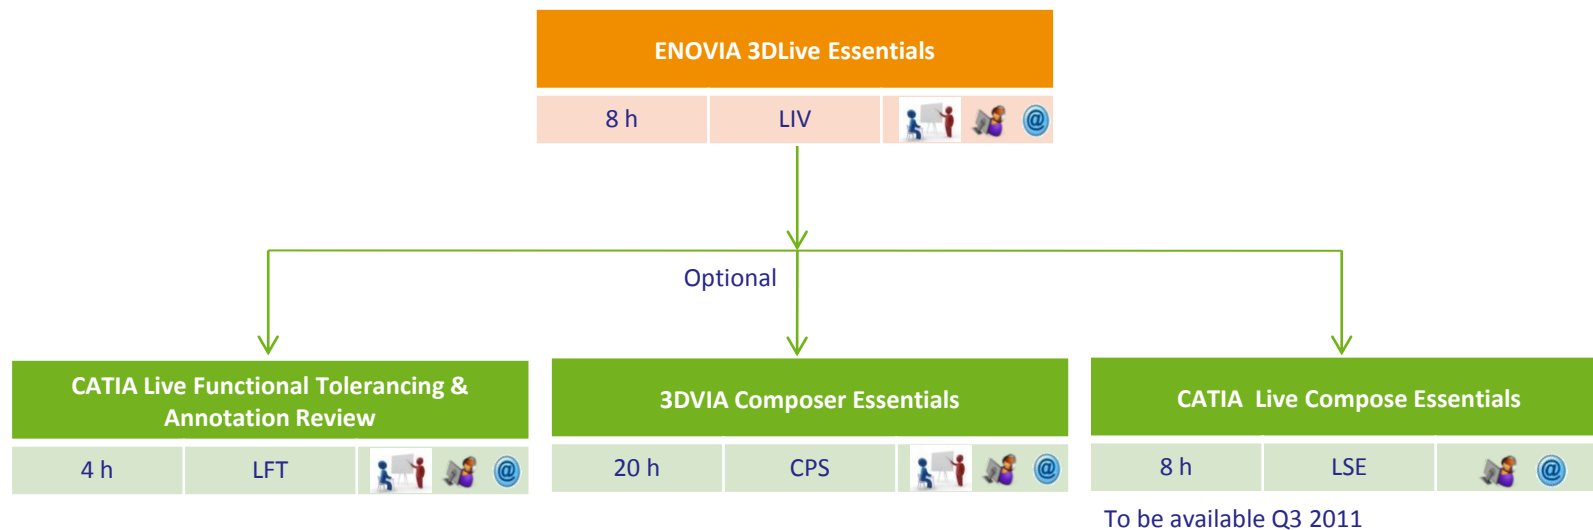 ENOVIA 3DLive Essentials
8 h LIV @
Optional
CATIA Live Functional Tolerancing &
Annotation Review
4 h LFT @
3DVIA Composer Essentials
20 h CPS @
CATIA Live Compose Essentials
8 h LSE @
To be available Q3 2011